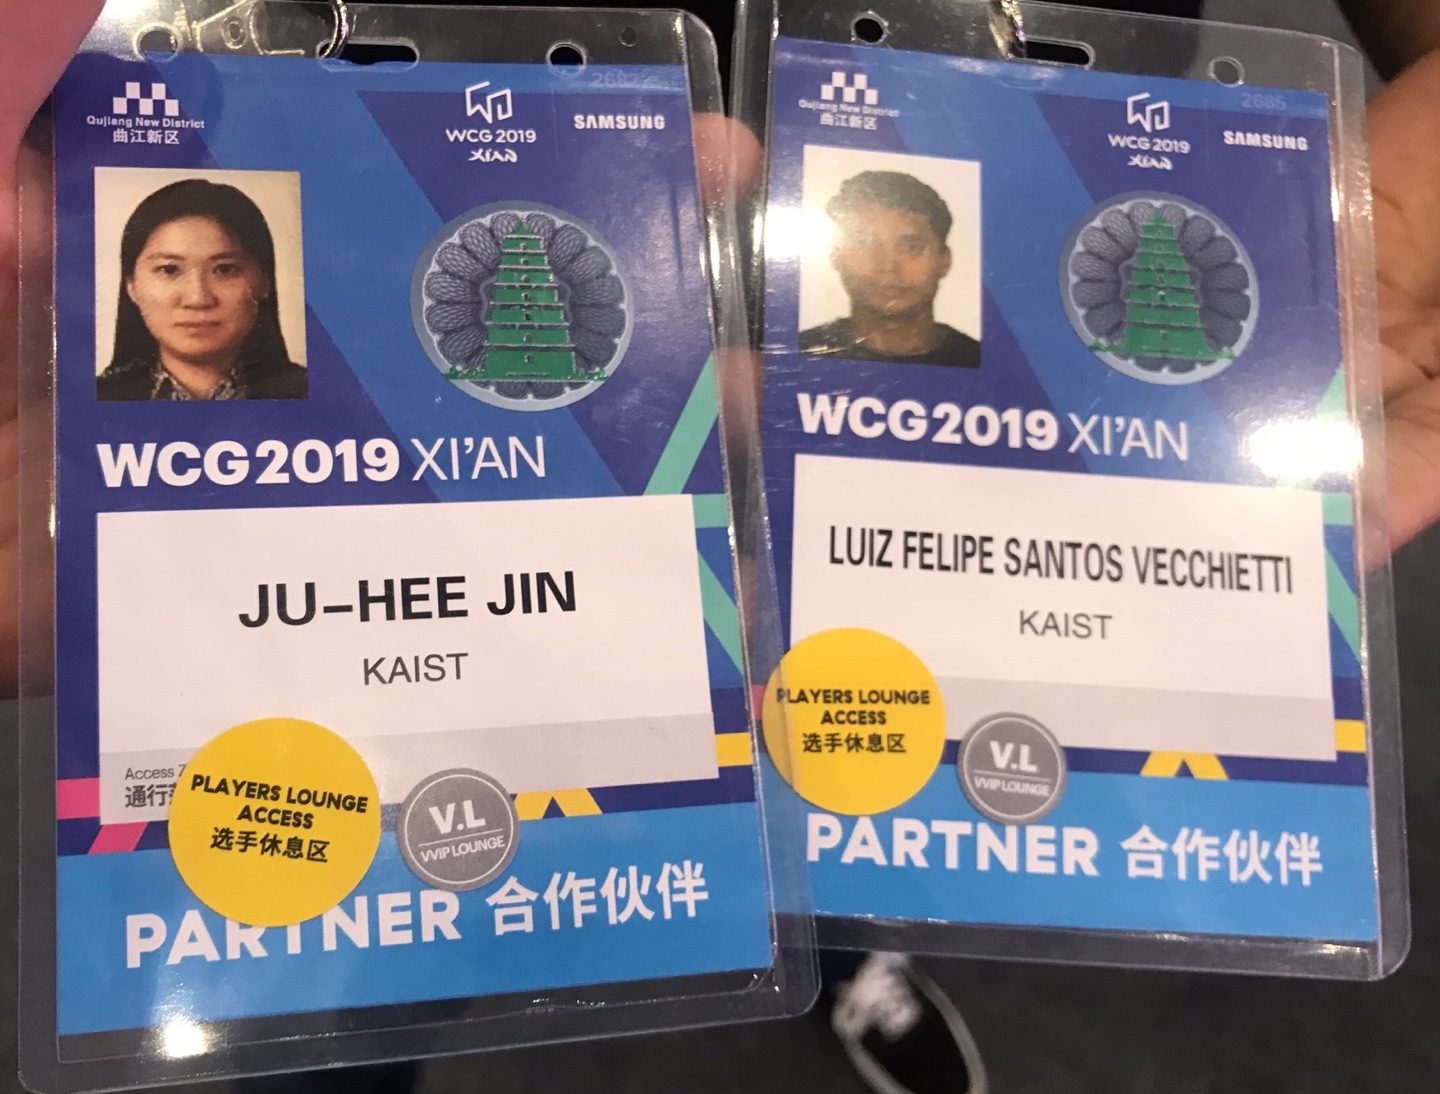 Qujiang New District
曲江新区
WCG 2019
XI'AN
SAMSUNG
WCG2019 XI'AN
JU-HEE JIN
KAIST
Access
通行
PLAYERS LOUNGE
ACCESS
选手休息区
V.L
VVIP LOUNGE
PARTNER 合作伙伴
2685
Qujiang New District
曲江新区
WCG 2019
XI'AN
SAMSUNG
WCG2019 XI'AN
LUIZ FELIPE SANTOS VECCHIETTI
KAIST
PLAYERS LOUNGE
ACCESS
选手休息区
V.L
VVIP LOUNGE
PARTNER 合作伙伴